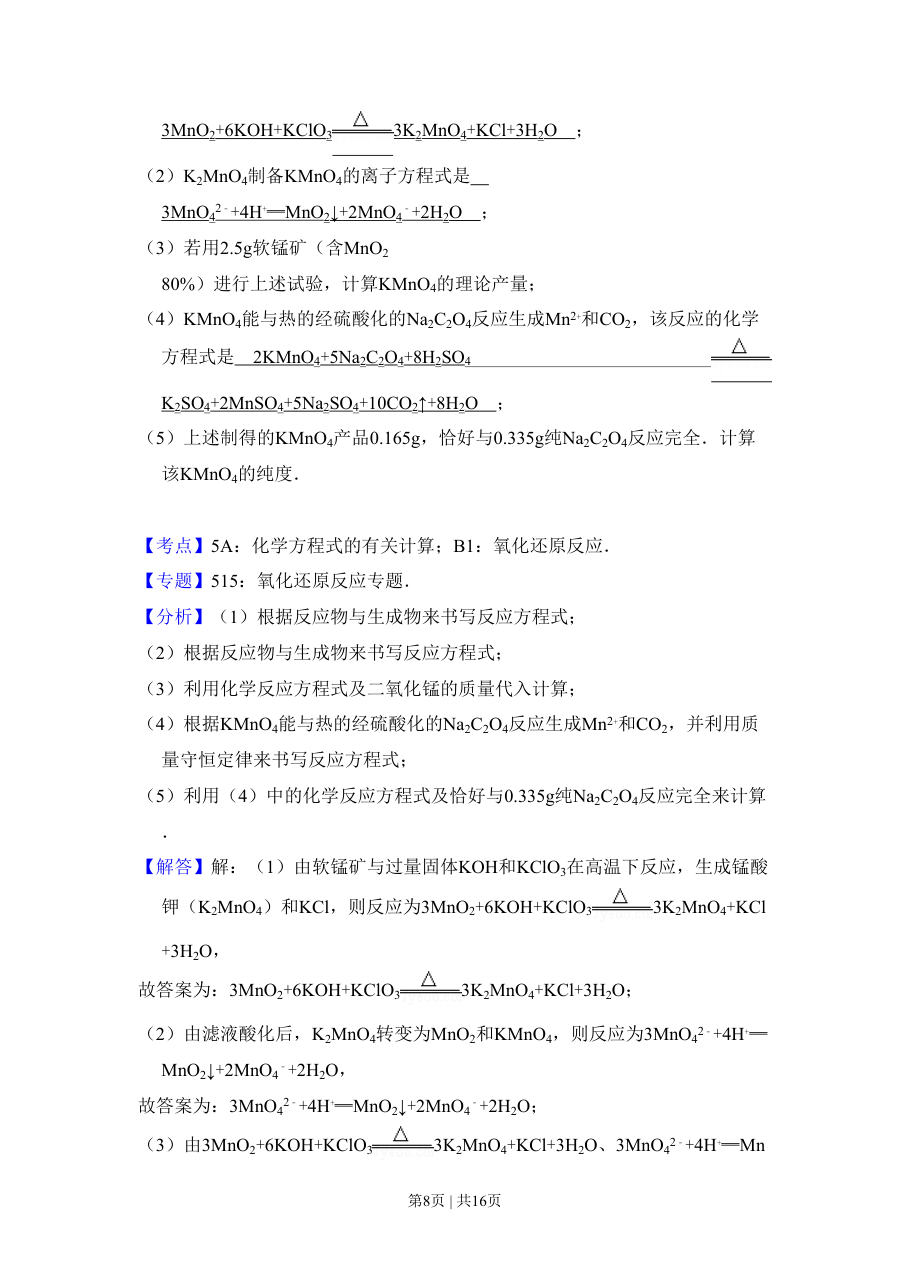 3MnO₂+6KOH+KClO₃ △ 3K₂MnO₄+KCl+3H₂O ；
（2）K₂MnO₄制备KMnO₄的离子方程式是
3MnO₄²﹣+4H⁺═MnO₂↓+2MnO₄﹣+2H₂O ；
（3）若用2.5g软锰矿（含MnO₂
80%）进行上述试验，计算KMnO₄的理论产量；
（4）KMnO₄能与热的经硫酸化的Na₂C₂O₄反应生成Mn²⁺和CO₂，该反应的化学
方程式是 2KMnO₄+5Na₂C₂O₄+8H₂SO₄ △
K₂SO₄+2MnSO₄+5Na₂SO₄+10CO₂↑+8H₂O ；
（5）上述制得的KMnO₄产品0.165g，恰好与0.335g纯Na₂C₂O₄反应完全．计算
该KMnO₄的纯度．
【考点】5A：化学方程式的有关计算；B1：氧化还原反应．
【专题】515：氧化还原反应专题．
【分析】（1）根据反应物与生成物来书写反应方程式；
（2）根据反应物与生成物来书写反应方程式；
（3）利用化学反应方程式及二氧化锰的质量代入计算；
（4）根据KMnO₄能与热的经硫酸化的Na₂C₂O₄反应生成Mn²⁺和CO₂，并利用质
量守恒定律来书写反应方程式；
（5）利用（4）中的化学反应方程式及恰好与0.335g纯Na₂C₂O₄反应完全来计算
．
【解答】解：（1）由软锰矿与过量固体KOH和KClO₃在高温下反应，生成锰酸
钾（K₂MnO₄）和KCl，则反应为3MnO₂+6KOH+KClO₃ △ 3K₂MnO₄+KCl
+3H₂O，
故答案为：3MnO₂+6KOH+KClO₃ △ 3K₂MnO₄+KCl+3H₂O；
（2）由滤液酸化后，K₂MnO₄转变为MnO₂和KMnO₄，则反应为3MnO₄²﹣+4H⁺═
MnO₂↓+2MnO₄﹣+2H₂O，
故答案为：3MnO₄²﹣+4H⁺═MnO₂↓+2MnO₄﹣+2H₂O；
（3）由3MnO₂+6KOH+KClO₃ △ 3K₂MnO₄+KCl+3H₂O、3MnO₄²﹣+4H⁺═Mn
第8页 | 共16页